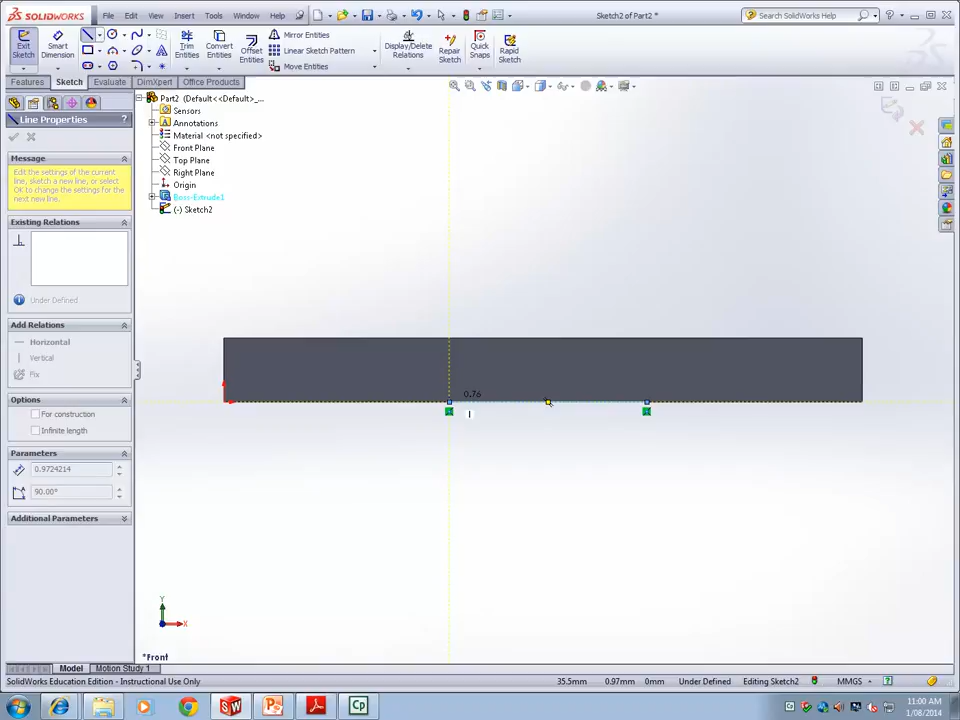 SOLIDWORKS
File Edit View Insert Tools Window Help
Sketch2 of Part2 *
Search SolidWorks Help
Exit Sketch
Smart Dimension
Trim Entities
Convert Entities
Offset Entities
Mirror Entities
Linear Sketch Pattern
Move Entities
Display/Delete Relations
Repair Sketch
Quick Snaps
Rapid Sketch
Features Sketch Evaluate DimXpert Office Products
Line Properties
Message
Edit the settings of the current
line, sketch a new line, or select
OK to change the settings for the
next new line.
Existing Relations
Under Defined
Add Relations
Horizontal
Vertical
Fix
Options
For construction
Infinite length
Parameters
0.9724214
90.00°
Additional Parameters
Part2 (Default<<Default>_...
Sensors
Annotations
Material <not specified>
Front Plane
Top Plane
Right Plane
Origin
Boss-Extrude1
(-) Sketch2
0.76
Y
X
*Front
Model Motion Study 1
SolidWorks Education Edition - Instructional Use Only
35.5mm 0.97mm 0mm Under Defined Editing Sketch2 MMGS
11:00 AM
1/08/2014